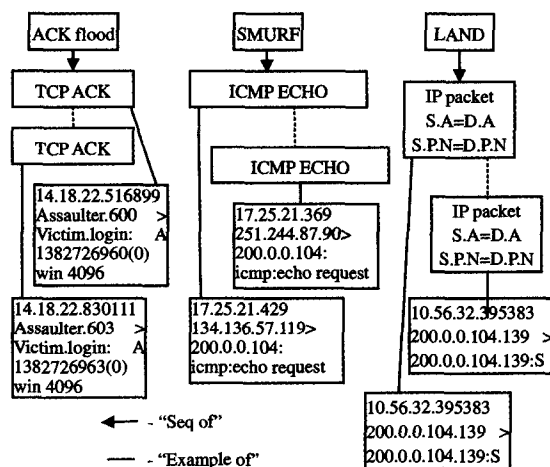 ACK flood
TCP ACK
TCP ACK
14.18.22.516899
Assaulter.600 >
Victim.login: A
1382726960(0)
win 4096
14.18.22.830111
Assaulter.603 >
Victim.login: A
1382726963(0)
win 4096
SMURF
ICMP ECHO
ICMP ECHO
17.25.21.369
251.244.87.90>
200.0.0.104:
icmp:echo request
17.25.21.429
134.136.57.119>
200.0.0.104:
icmp:echo request
LAND
IP packet
S.A=D.A
S.P.N=D.P.N
IP packet
S.A=D.A
S.P.N=D.P.N
10.56.32.395383
200.0.0.104.139 >
200.0.0.104.139:S
10.56.32.395383
200.0.0.104.139 >
200.0.0.104.139:S
- “Seq of”
- “Example of”